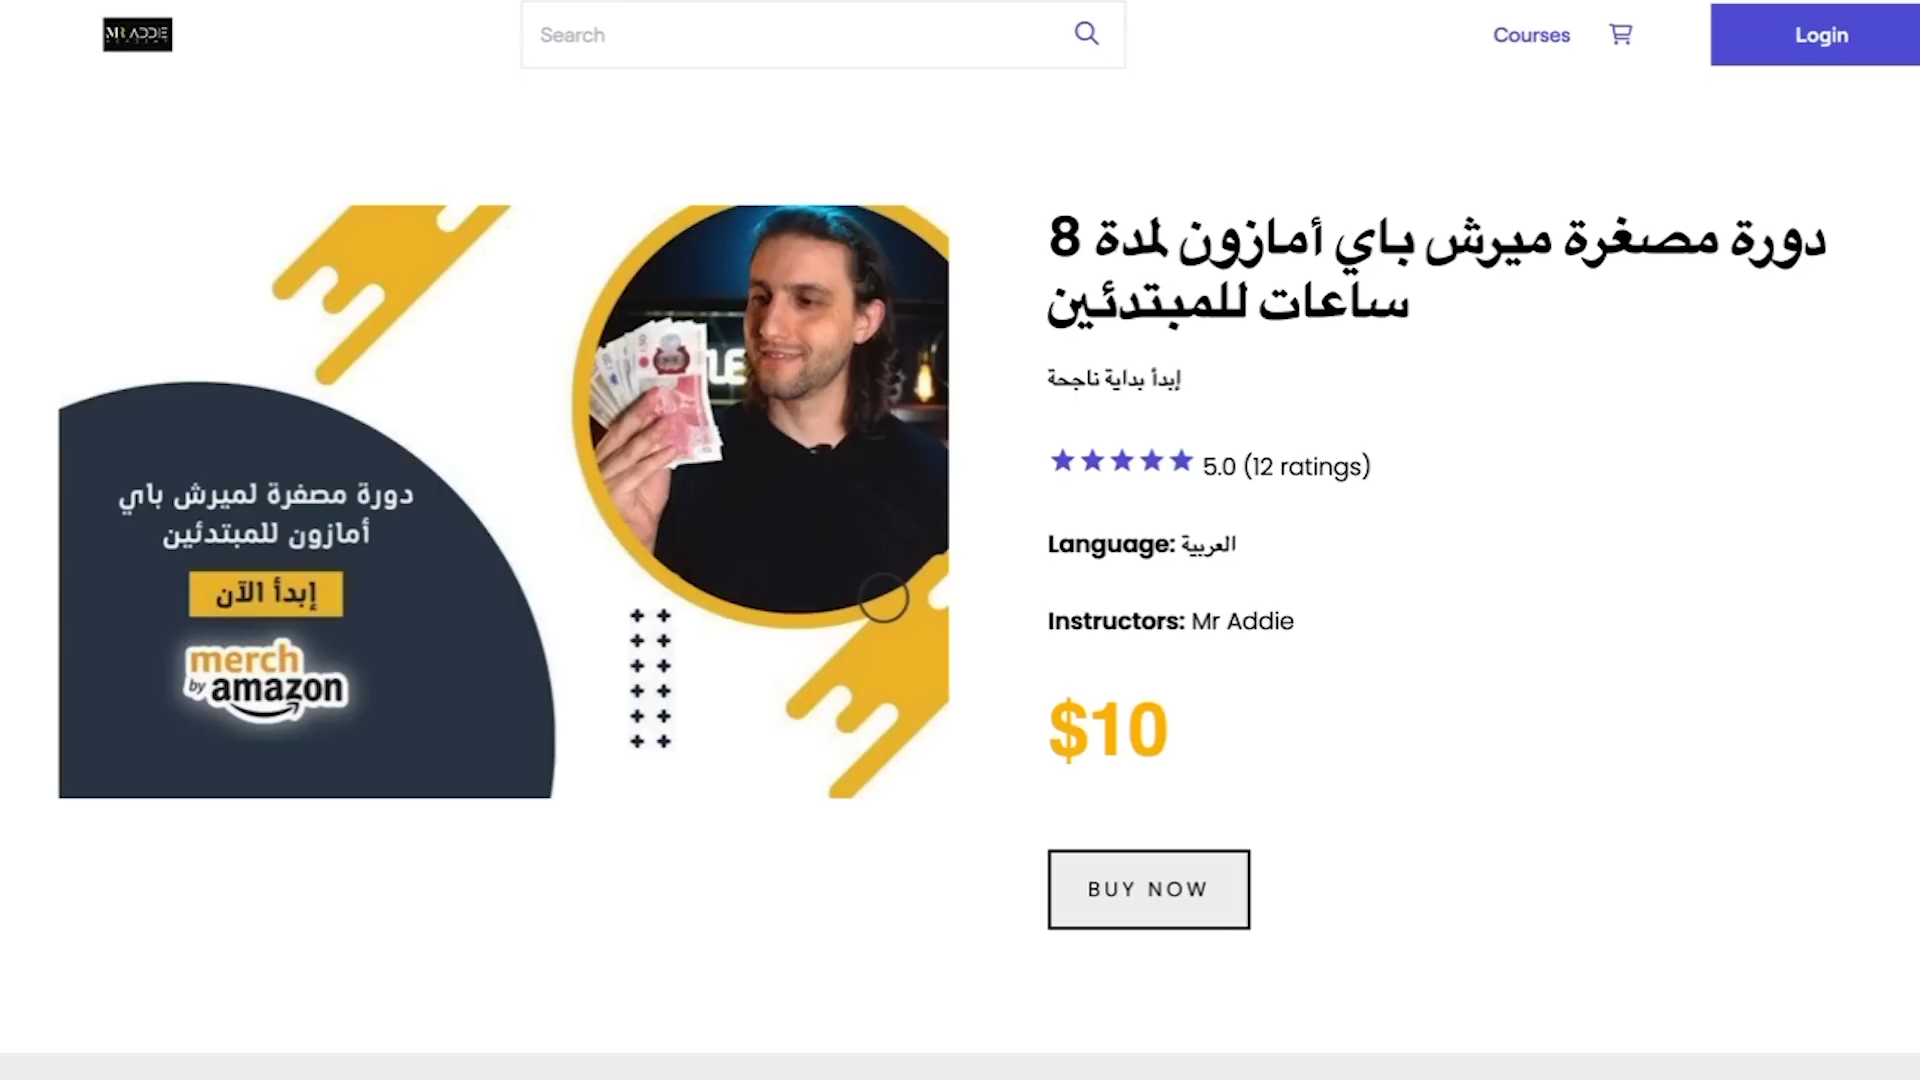 MR ADDIE
ACADEMY
Search
Courses
Login
دورة مصغرة لميرش باي
أمازون للمبتدئين
إبدأ الآن
merch
by amazon
دورة مصغرة ميرش باي أمازون لمدة 8
ساعات للمبتدئين
إبدأ بداية ناجحة
5.0 (12 ratings)
Language: العربية
Instructors: Mr Addie
$10
BUY NOW